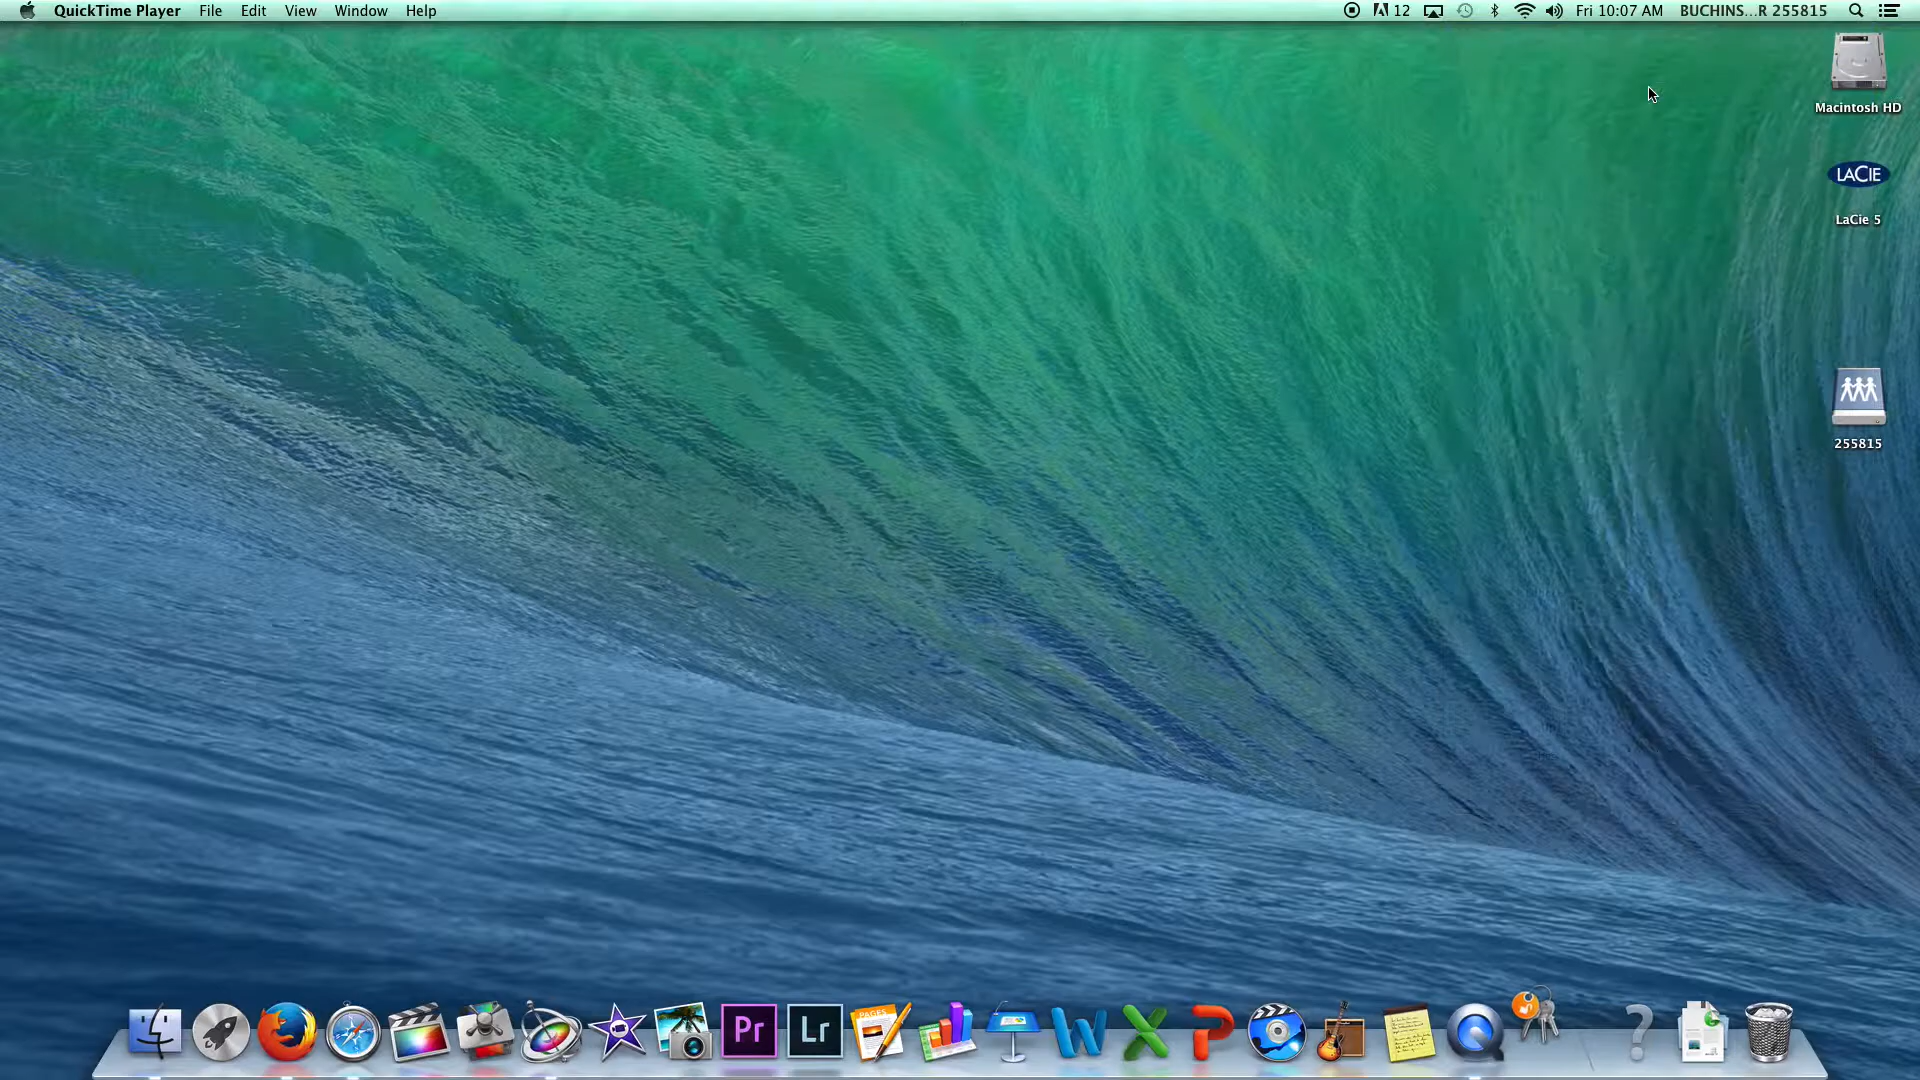 QuickTime Player File Edit View Window Help 12 Fri 10:07 AM BUCHINS...R 255815
Macintosh HD
LACIE
LaCie 5
255815
Pr Lr PAGES W X P